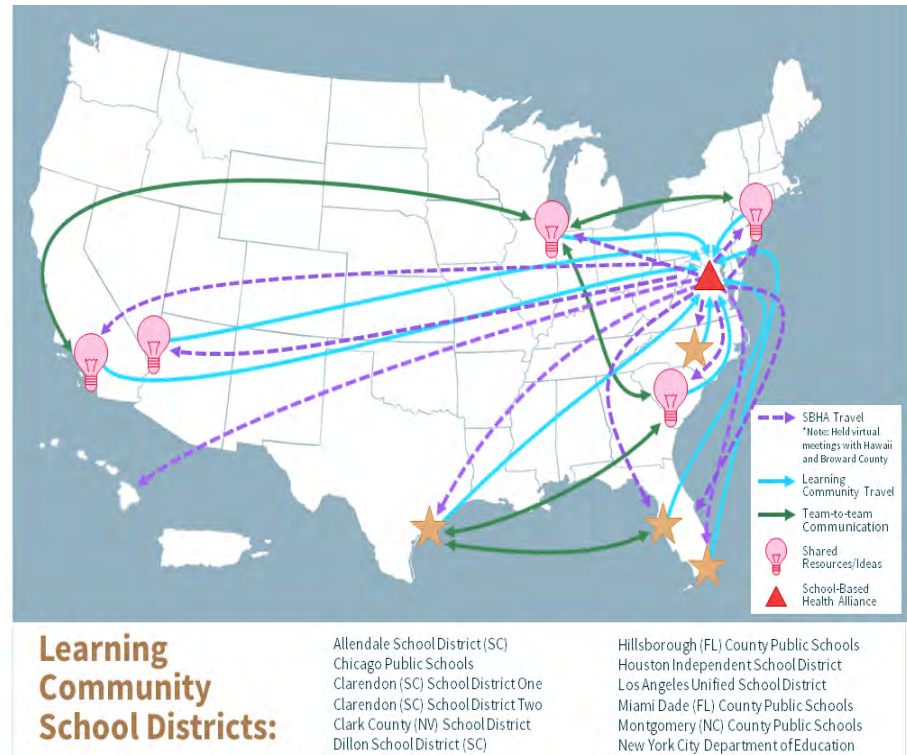 SBHA Travel
*Note: Held virtual
meetings with Hawaii
and Broward County
Learning
Community Travel
Team-to-team
Communication
Shared
Resources/Ideas
School-Based
Health Alliance
Learning
Community
School Districts:
Allendale School District (SC)
Chicago Public Schools
Clarendon (SC) School District One
Clarendon (SC) School District Two
Clark County (NV) School District
Dillon School District (SC)
Hillsborough (FL) County Public Schools
Houston Independent School District
Los Angeles Unified School District
Miami Dade (FL) County Public Schools
Montgomery (NC) County Public Schools
New York City Department of Education